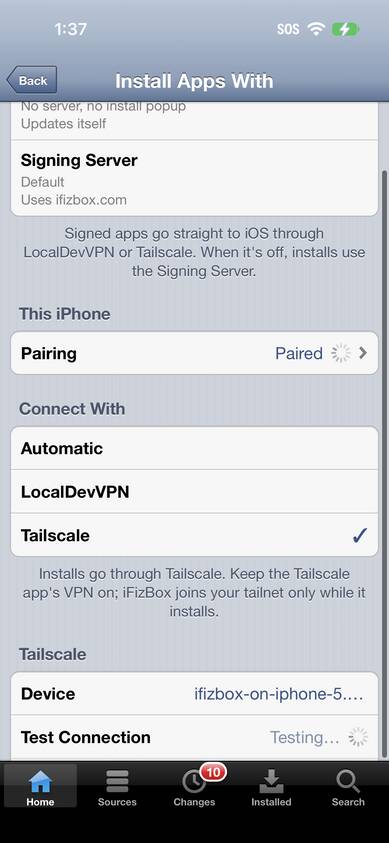 1:37
SOS
Back
Install Apps With
No server, no install popup
Updates itself
Signing Server
Default
Uses ifizbox.com
Signed apps go straight to iOS through
LocalDevVPN or Tailscale. When it's off, installs use
the Signing Server.
This iPhone
Pairing
Paired
Connect With
Automatic
LocalDevVPN
Tailscale
Installs go through Tailscale. Keep the Tailscale
app's VPN on; iFizBox joins your tailnet only while it
installs.
Tailscale
Device
ifizbox-on-iphone-5....
Test Connection
Testing...
10
Home
Sources
Changes
Installed
Search